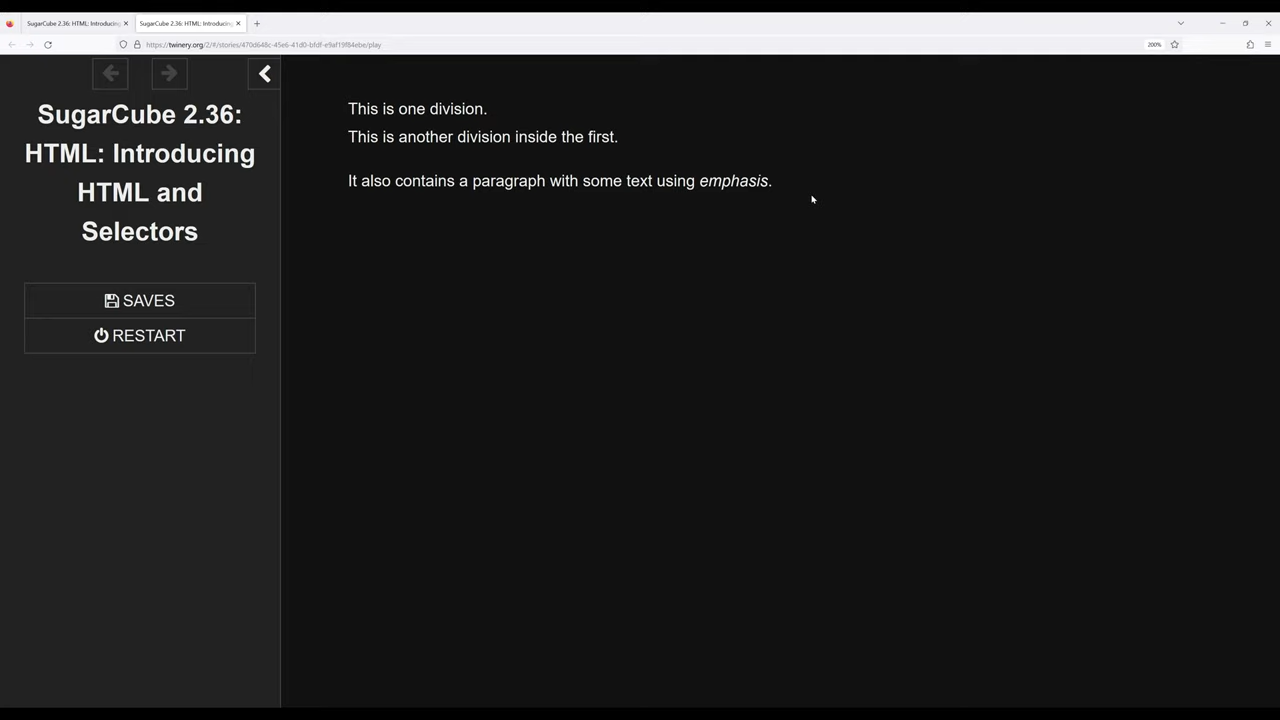 SugarCube 2.36: HTML: Introducing
SugarCube 2.36: HTML: Introducing
https://twinery.org/2/#/stories/470d648c-45e6-41d0-bfdf-e9af19f84ebe/play
200%
SugarCube 2.36:
HTML: Introducing
HTML and
Selectors
SAVES
RESTART
This is one division.
This is another division inside the first.
It also contains a paragraph with some text using emphasis.